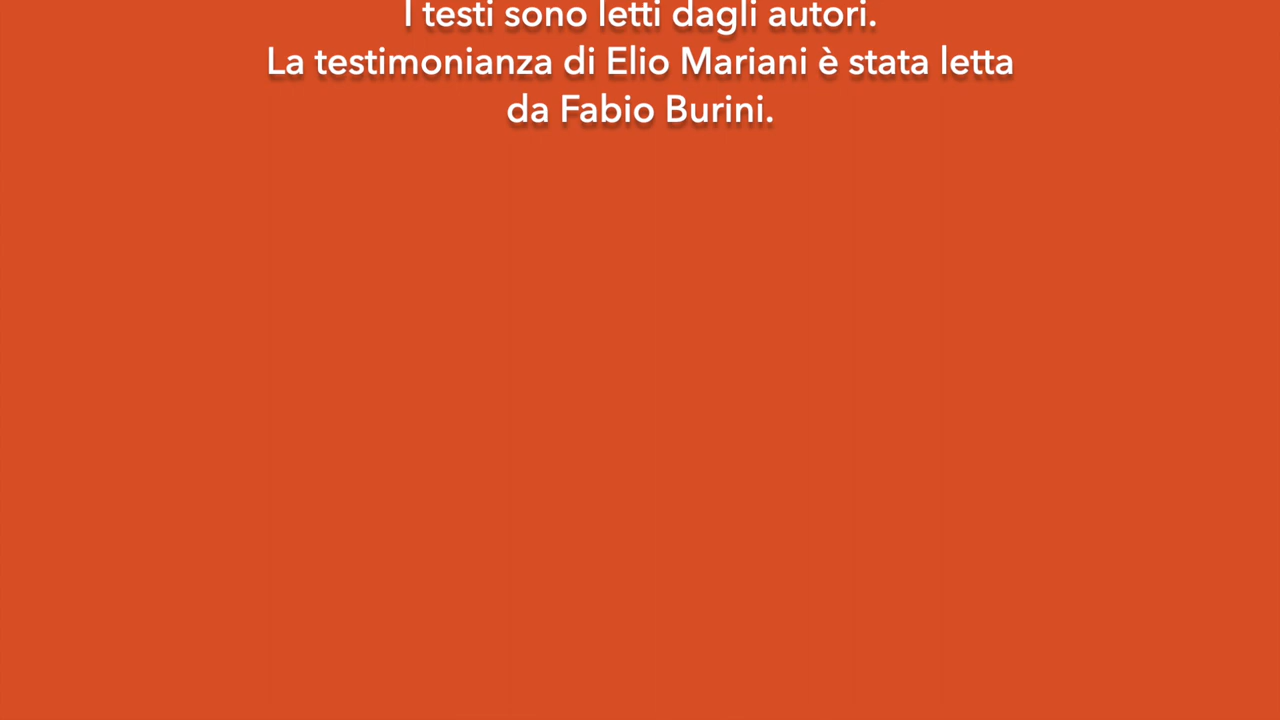 I testi sono letti dagli autori.
La testimonianza di Elio Mariani è stata letta
da Fabio Burini.